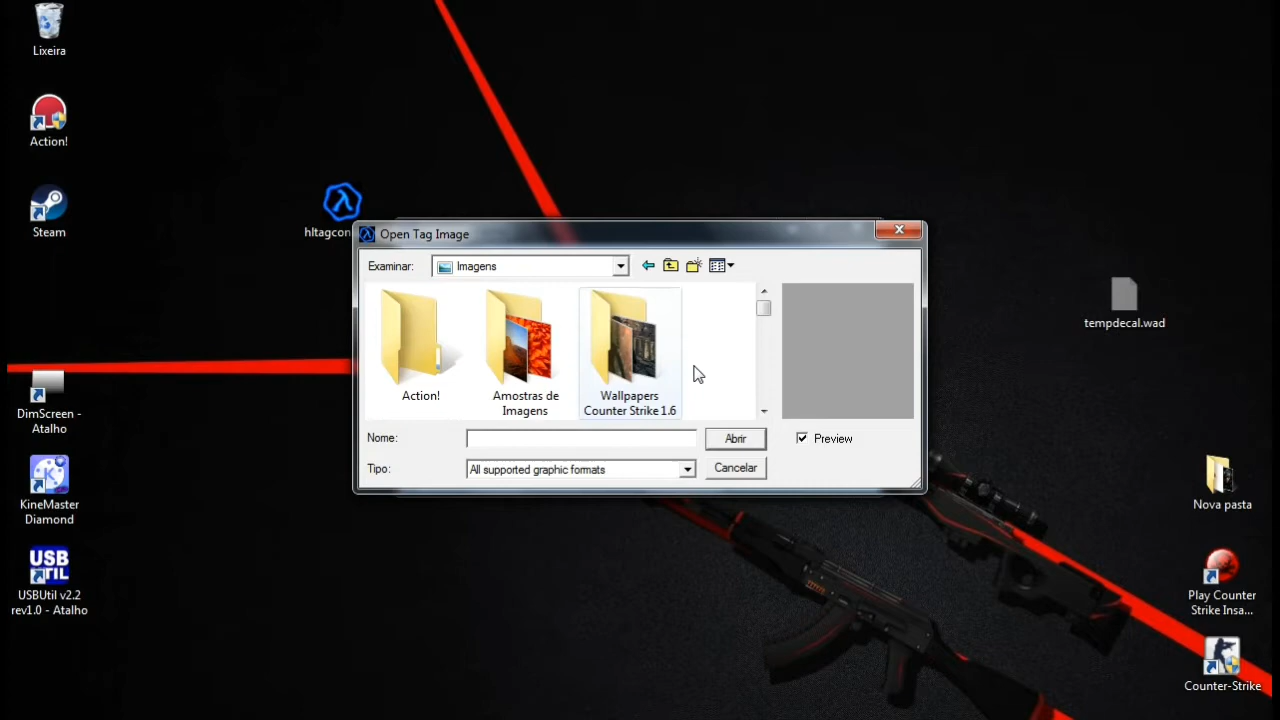 Lixeira
Action!
Steam
hltagcon
Open Tag Image
Examinar:
Imagens
Action!
Amostras de
Imagens
Wallpapers
Counter Strike 1.6
Nome:
Abrir
Preview
Tipo:
All supported graphic formats
Cancelar
tempdecal.wad
DimScreen -
Atalho
KineMaster
Diamond
USB
TIL
USBUtil v2.2
rev1.0 - Atalho
Nova pasta
Play Counter
Strike Insa...
Counter-Strike